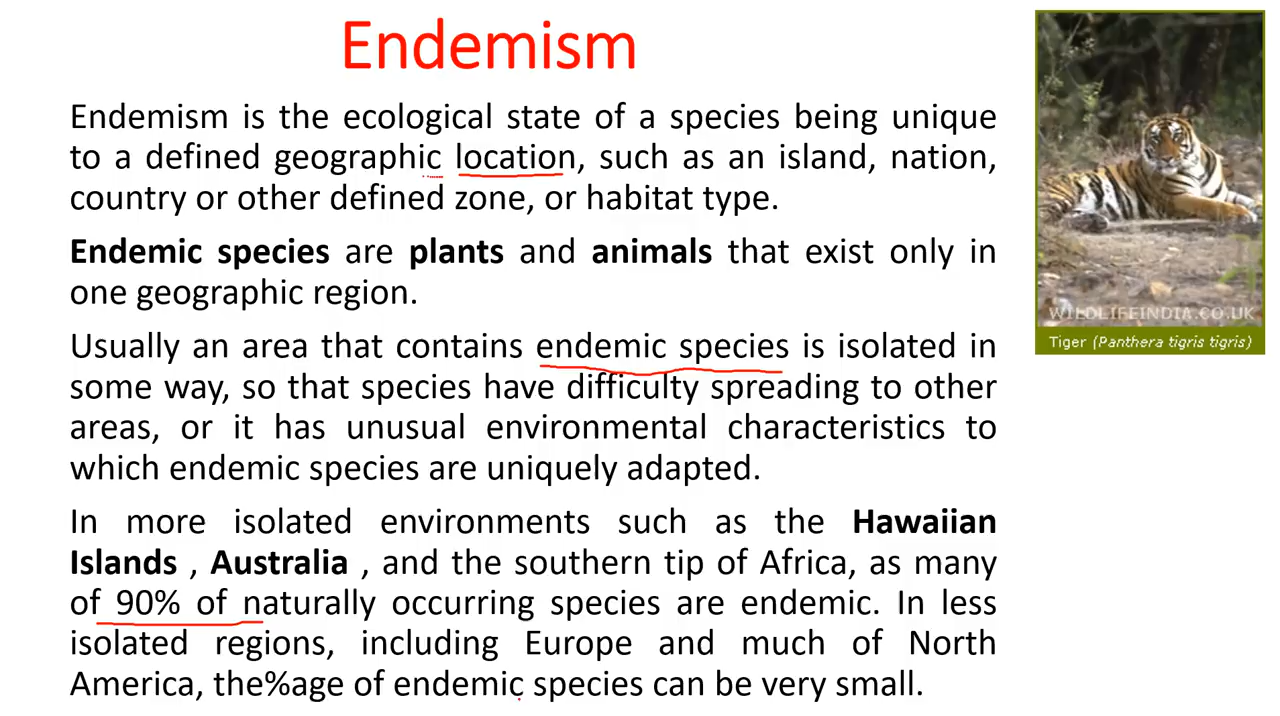 Endemism
Endemism is the ecological state of a species being unique
to a defined geographic location, such as an island, nation,
country or other defined zone, or habitat type.
Endemic species are plants and animals that exist only in
one geographic region.
Usually an area that contains endemic species is isolated in
some way, so that species have difficulty spreading to other
areas, or it has unusual environmental characteristics to
which endemic species are uniquely adapted.
In more isolated environments such as the Hawaiian
Islands , Australia , and the southern tip of Africa, as many
of 90% of naturally occurring species are endemic. In less
isolated regions, including Europe and much of North
America, the%age of endemic species can be very small.
WILDLIFEINDIA.CO.UK
Tiger (Panthera tigris tigris)